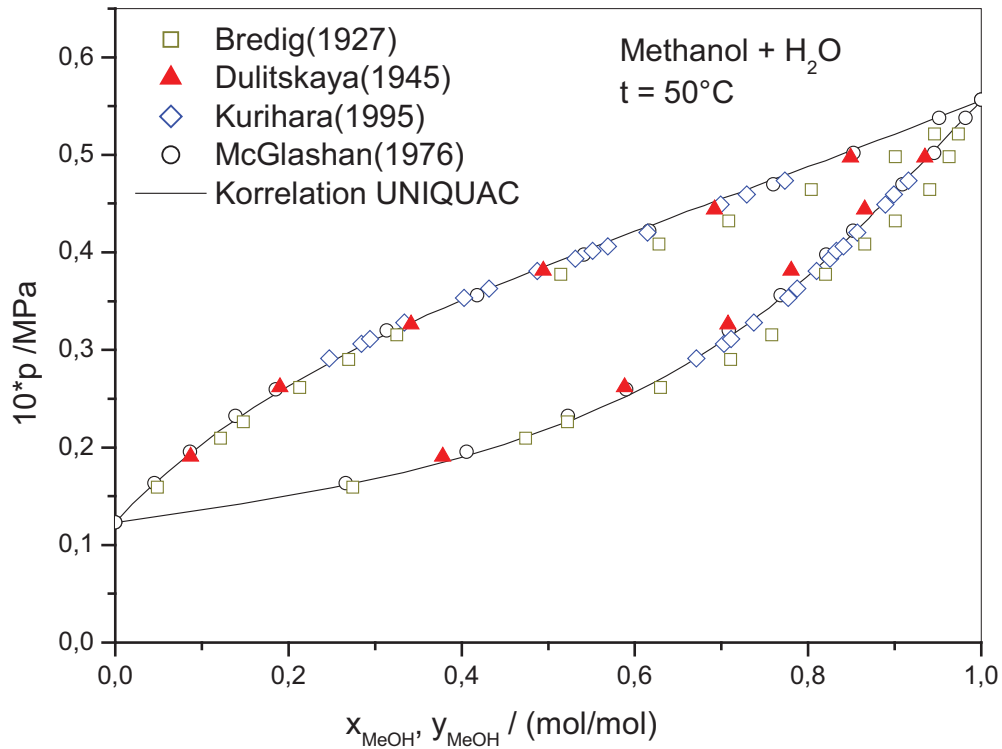 0,6
0,5
0,4
0,3
0,2
0,1
0,0
10*p /MPa
Bredig(1927)
Dulitskaya(1945)
Kurihara(1995)
McGlashan(1976)
Korrelation UNIQUAC
Methanol + H₂O
t = 50°C
0,0 0,2 0,4 0,6 0,8 1,0
x_MeOH, y_MeOH / (mol/mol)